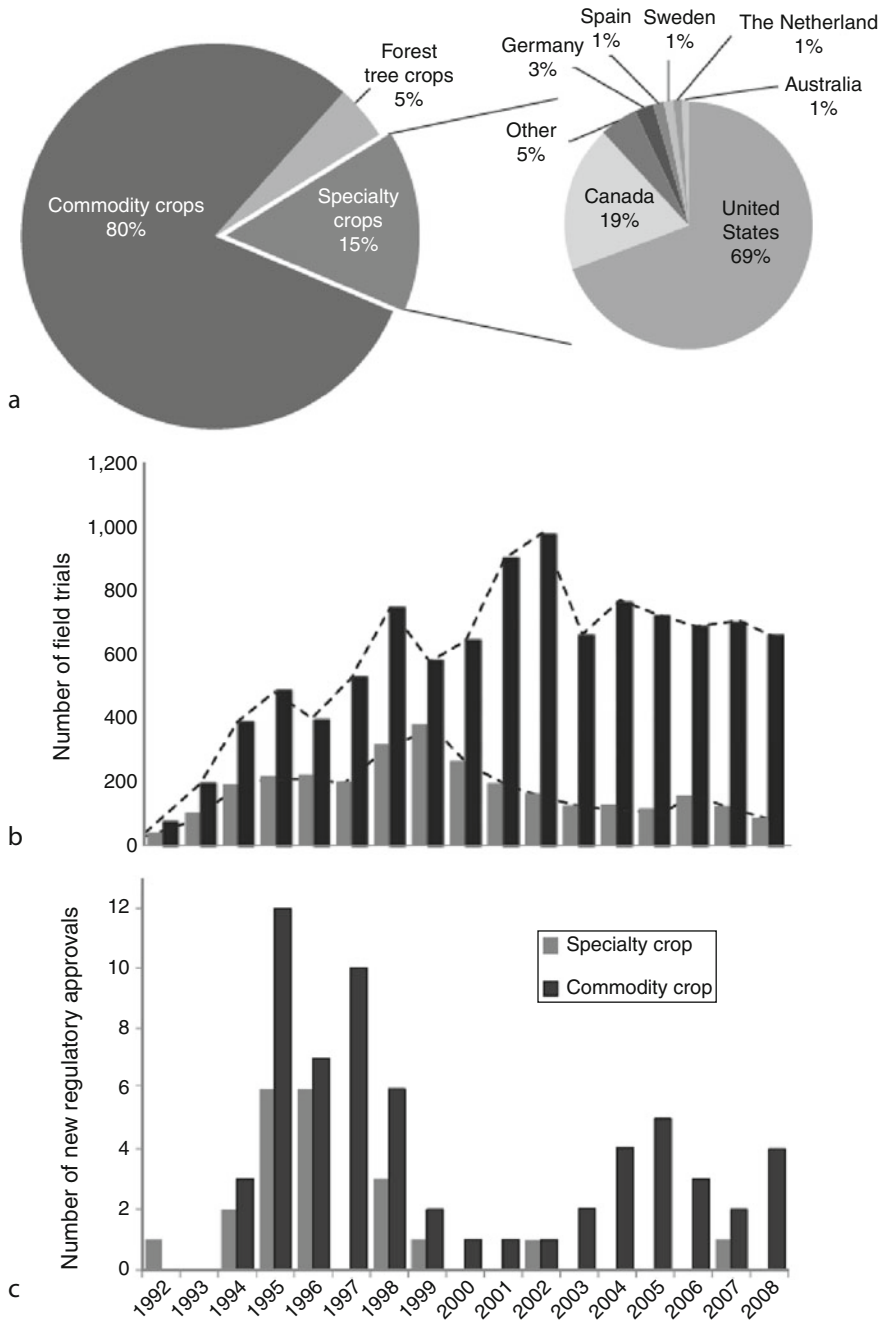 Spain
1%
Sweden
1%
The Netherland
1%
Germany
3%
Australia
1%
Forest
tree crops
5%
Other
5%
Commodity crops
80%
Specialty
crops
15%
Canada
19%
United
States
69%
a
1,200
1,000
800
600
400
200
0
Number of field trials
b
12
10
8
6
4
2
0
Number of new regulatory approvals
Specialty crop
Commodity crop
c
1992
1993
1994
1995
1996
1997
1998
1999
2000
2001
2002
2003
2004
2005
2006
2007
2008